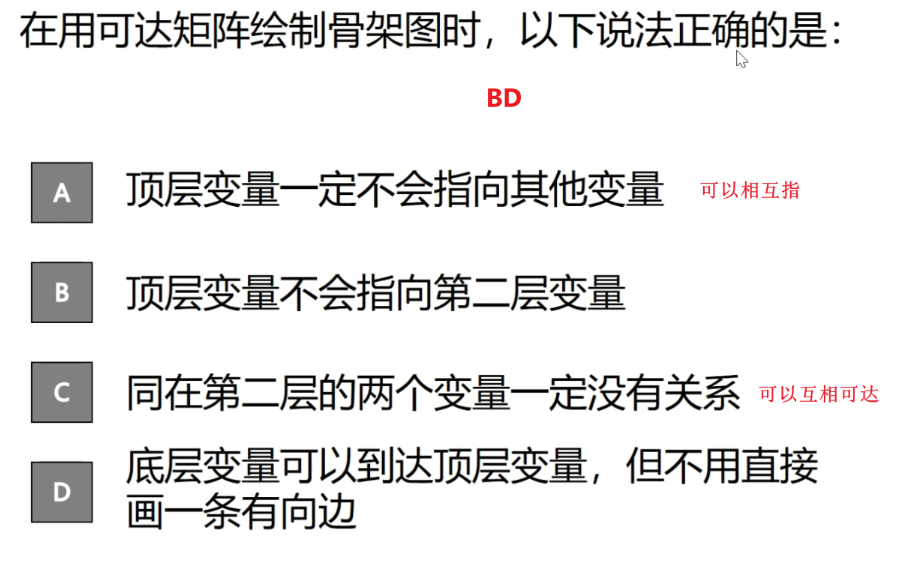 在用可达矩阵绘制骨架图时，以下说法正确的是：
BD
A 顶层变量一定不会指向其他变量 可以相互指
B 顶层变量不会指向第二层变量
C 同在第二层的两个变量一定没有关系 可以互相可达
D 底层变量可以到达顶层变量，但不用直接
画一条有向边